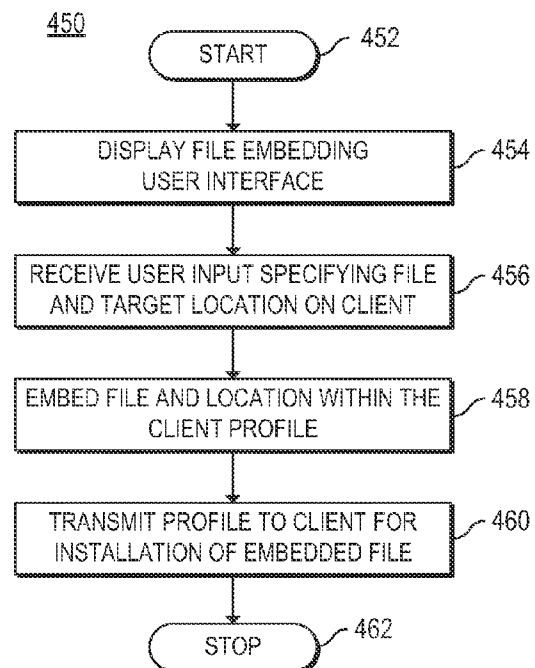 450
START
452
DISPLAY FILE EMBEDDING
USER INTERFACE
454
RECEIVE USER INPUT SPECIFYING FILE
AND TARGET LOCATION ON CLIENT
456
EMBED FILE AND LOCATION WITHIN THE
CLIENT PROFILE
458
TRANSMIT PROFILE TO CLIENT FOR
INSTALLATION OF EMBEDDED FILE
460
STOP
462